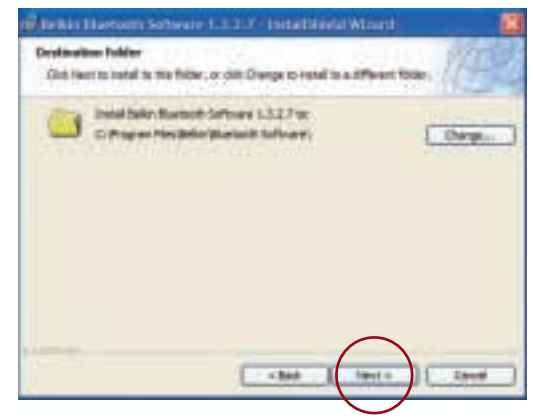 Belkin Bluetooth Software 1.3.2.7 - InstallShield Wizard
Destination Folder
Click Next to install to this folder, or click Change to install to a different folder.
Install Belkin Bluetooth Software 1.3.2.7 to:
C:\Program Files\Belkin\Bluetooth Software\
Change...
< Back
Next >
Cancel